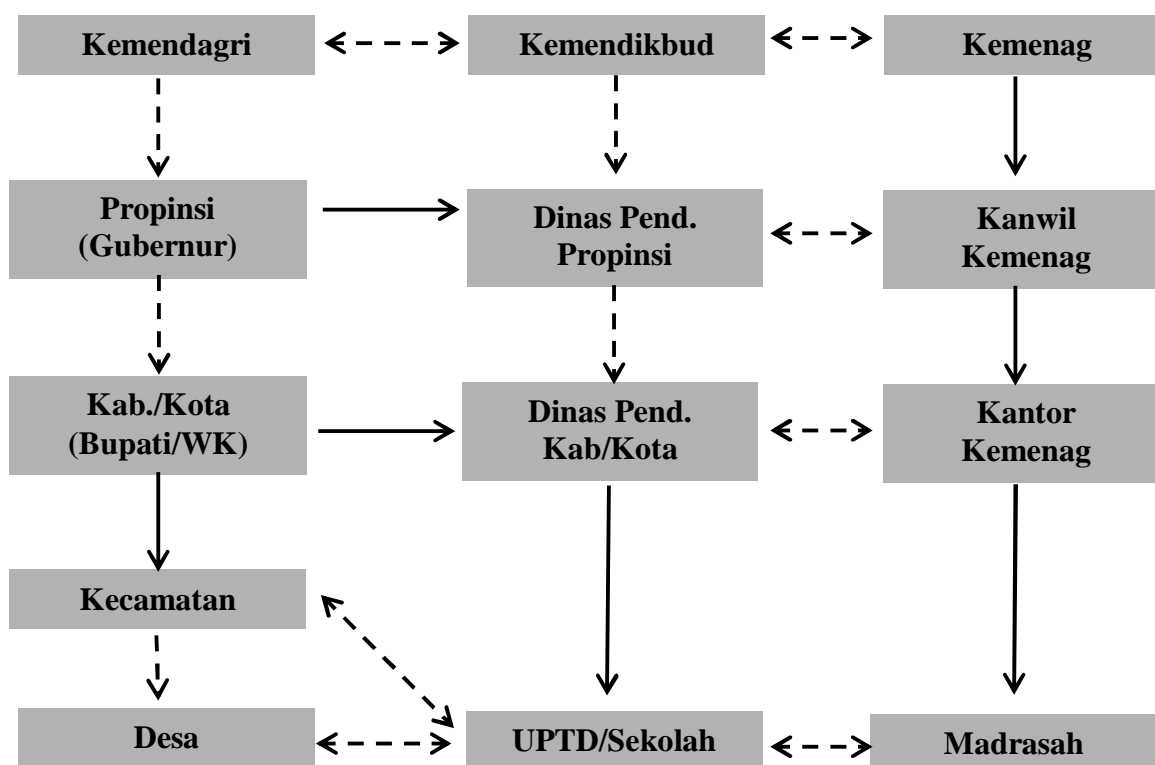 Kemendagri
Kemendikbud
Kemenag
Propinsi
(Gubernur)
Dinas Pend.
Propinsi
Kanwil
Kemenag
Kab./Kota
(Bupati/WK)
Dinas Pend.
Kab/Kota
Kantor
Kemenag
Kecamatan
Desa
UPTD/Sekolah
Madrasah